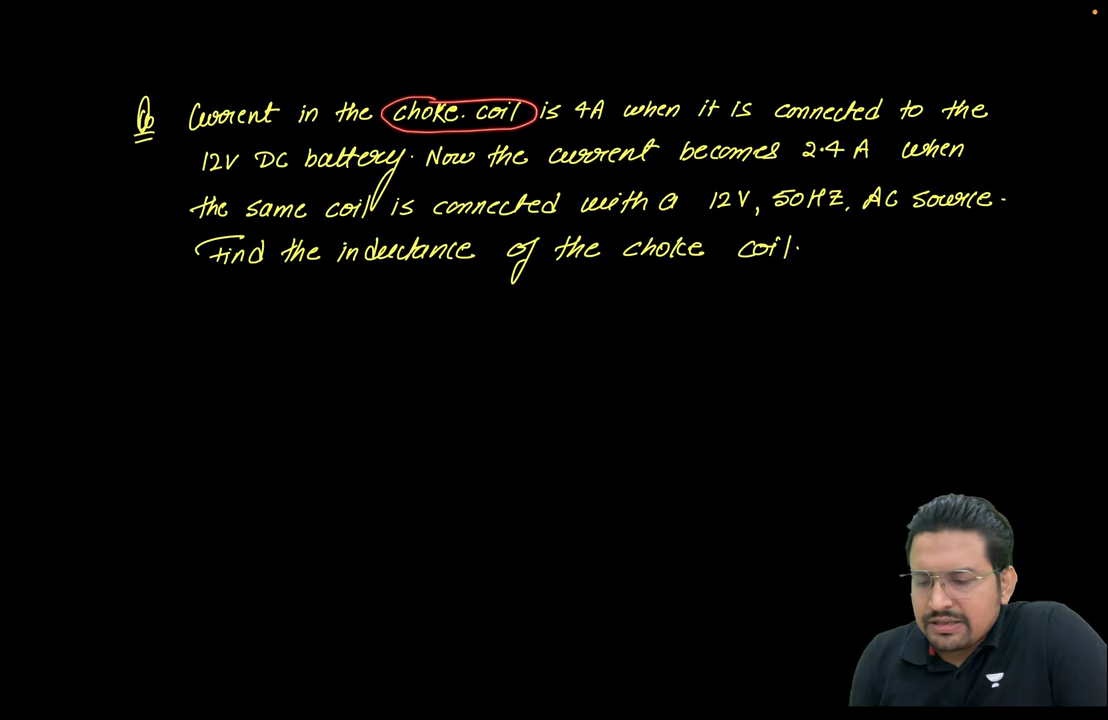 Q Current in the choke coil is 4A when it is connected to the
12V DC battery. Now the current becomes 2.4 A when
the same coil is connected with a 12V, 50HZ, AC source.
Find the inductance of the choke coil.